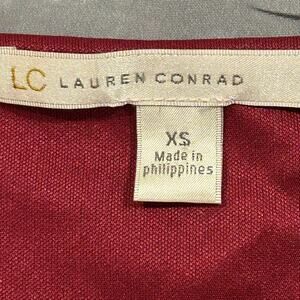 LC LAUREN CONRAD
XS
Made in
philippines